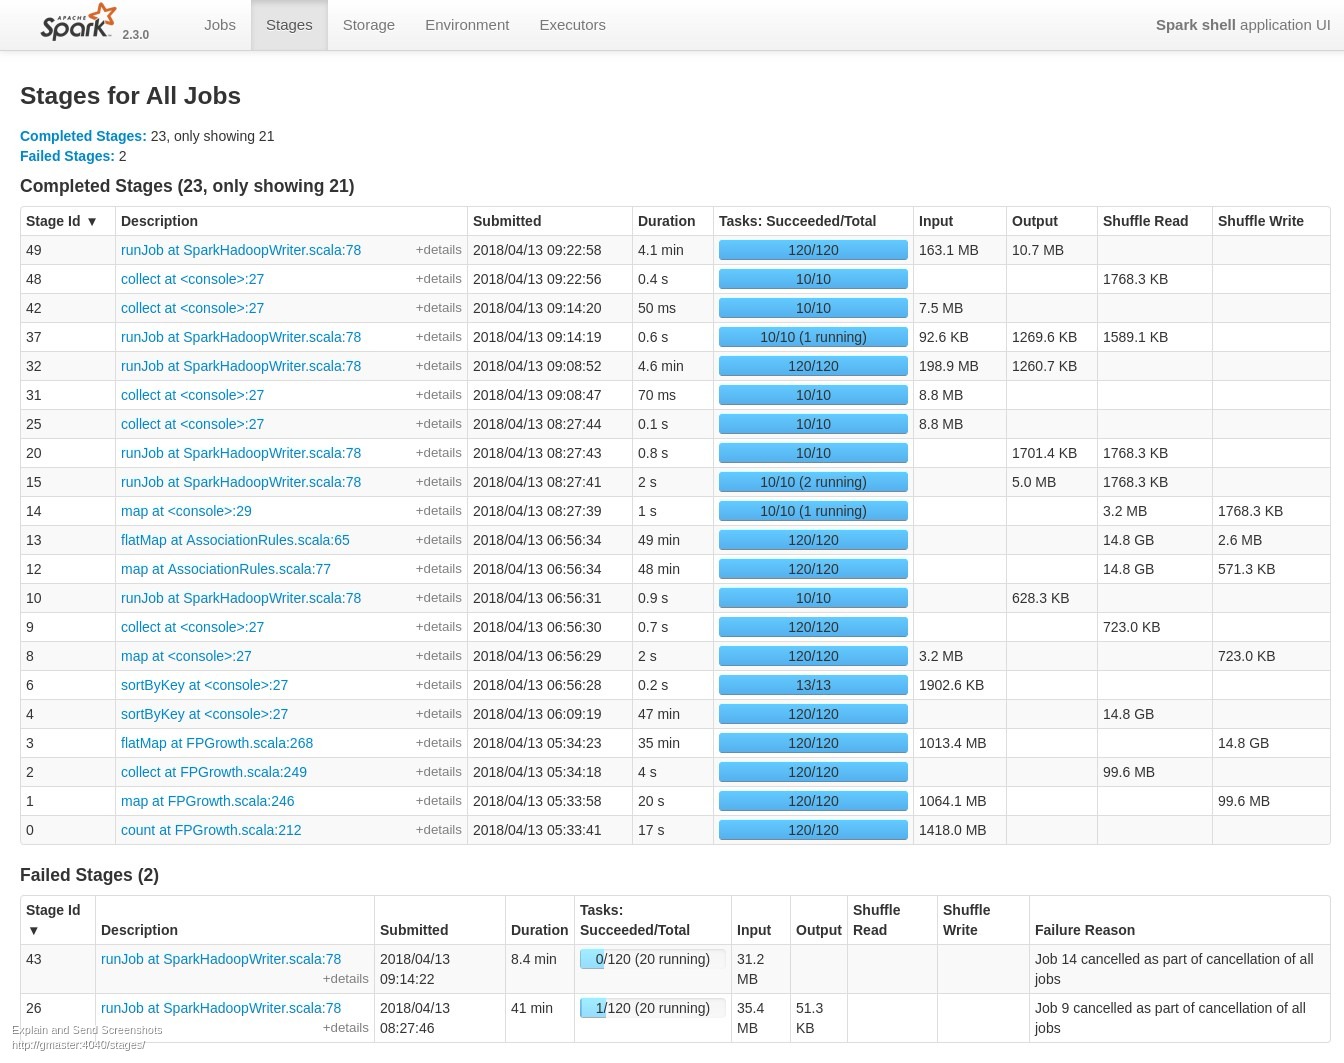 APACHE
Spark 2.3.0 Jobs Stages Storage Environment Executors Spark shell application UI
Stages for All Jobs
Completed Stages: 23, only showing 21
Failed Stages: 2
Completed Stages (23, only showing 21)
Stage Id ▼ Description Submitted Duration Tasks: Succeeded/Total Input Output Shuffle Read Shuffle Write
49 runJob at SparkHadoopWriter.scala:78 +details 2018/04/13 09:22:58 4.1 min 120/120 163.1 MB 10.7 MB
48 collect at <console>:27 +details 2018/04/13 09:22:56 0.4 s 10/10 1768.3 KB
42 collect at <console>:27 +details 2018/04/13 09:14:20 50 ms 10/10 7.5 MB
37 runJob at SparkHadoopWriter.scala:78 +details 2018/04/13 09:14:19 0.6 s 10/10 (1 running) 92.6 KB 1269.6 KB 1589.1 KB
32 runJob at SparkHadoopWriter.scala:78 +details 2018/04/13 09:08:52 4.6 min 120/120 198.9 MB 1260.7 KB
31 collect at <console>:27 +details 2018/04/13 09:08:47 70 ms 10/10 8.8 MB
25 collect at <console>:27 +details 2018/04/13 08:27:44 0.1 s 10/10 8.8 MB
20 runJob at SparkHadoopWriter.scala:78 +details 2018/04/13 08:27:43 0.8 s 10/10 1701.4 KB 1768.3 KB
15 runJob at SparkHadoopWriter.scala:78 +details 2018/04/13 08:27:41 2 s 10/10 (2 running) 5.0 MB 1768.3 KB
14 map at <console>:29 +details 2018/04/13 08:27:39 1 s 10/10 (1 running) 3.2 MB 1768.3 KB
13 flatMap at AssociationRules.scala:65 +details 2018/04/13 06:56:34 49 min 120/120 14.8 GB 2.6 MB
12 map at AssociationRules.scala:77 +details 2018/04/13 06:56:34 48 min 120/120 14.8 GB 571.3 KB
10 runJob at SparkHadoopWriter.scala:78 +details 2018/04/13 06:56:31 0.9 s 10/10 628.3 KB
9 collect at <console>:27 +details 2018/04/13 06:56:30 0.7 s 120/120 723.0 KB
8 map at <console>:27 +details 2018/04/13 06:56:29 2 s 120/120 3.2 MB 723.0 KB
6 sortByKey at <console>:27 +details 2018/04/13 06:56:28 0.2 s 13/13 1902.6 KB
4 sortByKey at <console>:27 +details 2018/04/13 06:09:19 47 min 120/120 14.8 GB
3 flatMap at FPGrowth.scala:268 +details 2018/04/13 05:34:23 35 min 120/120 1013.4 MB 14.8 GB
2 collect at FPGrowth.scala:249 +details 2018/04/13 05:34:18 4 s 120/120 99.6 MB
1 map at FPGrowth.scala:246 +details 2018/04/13 05:33:58 20 s 120/120 1064.1 MB 99.6 MB
0 count at FPGrowth.scala:212 +details 2018/04/13 05:33:41 17 s 120/120 1418.0 MB
Failed Stages (2)
Stage Id Tasks: Shuffle Shuffle
▼ Description Submitted Duration Succeeded/Total Input Output Read Write Failure Reason
43 runJob at SparkHadoopWriter.scala:78 2018/04/13 8.4 min 0/120 (20 running) 31.2 Job 14 cancelled as part of cancellation of all
+details 09:14:22 MB jobs
26 runJob at SparkHadoopWriter.scala:78 2018/04/13 41 min 1/120 (20 running) 35.4 51.3 Job 9 cancelled as part of cancellation of all
+details 08:27:46 MB KB jobs
Explain and Send Screenshots
http://gmaster:4040/stages/